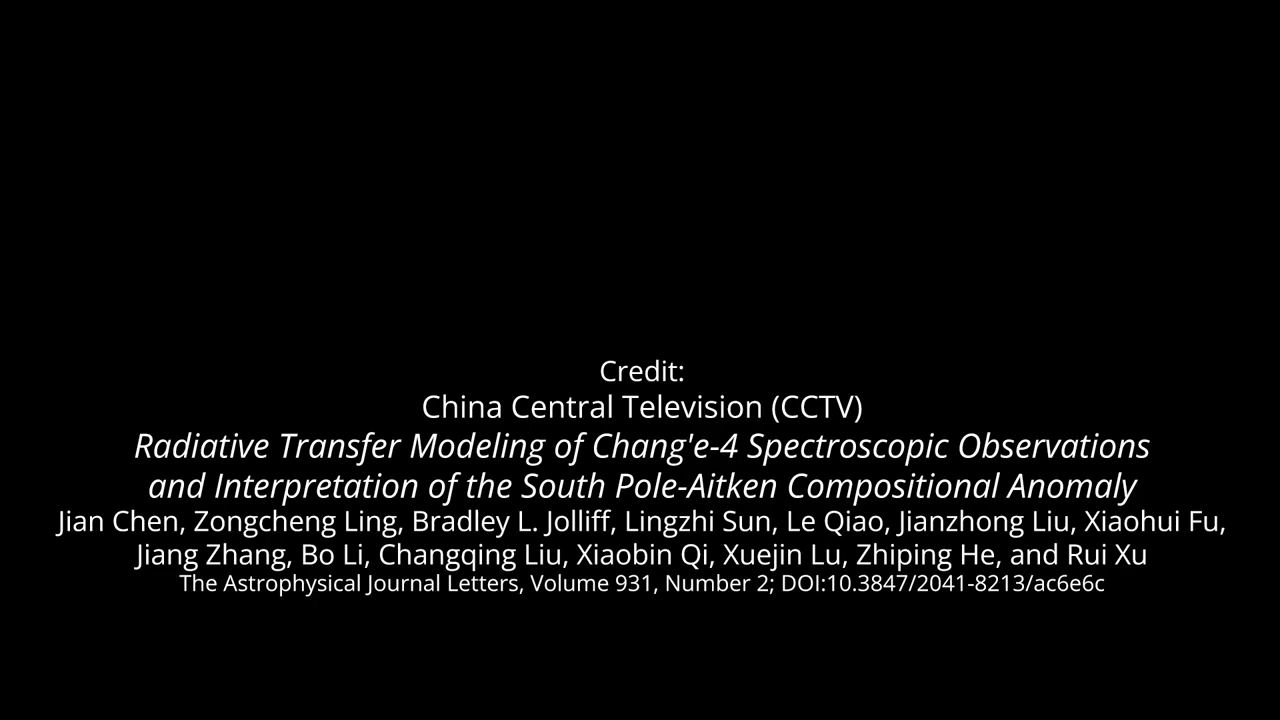 Credit:
China Central Television (CCTV)
Radiative Transfer Modeling of Chang'e-4 Spectroscopic Observations
and Interpretation of the South Pole-Aitken Compositional Anomaly
Jian Chen, Zongcheng Ling, Bradley L. Jolliff, Lingzhi Sun, Le Qiao, Jianzhong Liu, Xiaohui Fu,
Jiang Zhang, Bo Li, Changqing Liu, Xiaobin Qi, Xuejin Lu, Zhiping He, and Rui Xu
The Astrophysical Journal Letters, Volume 931, Number 2; DOI:10.3847/2041-8213/ac6e6c